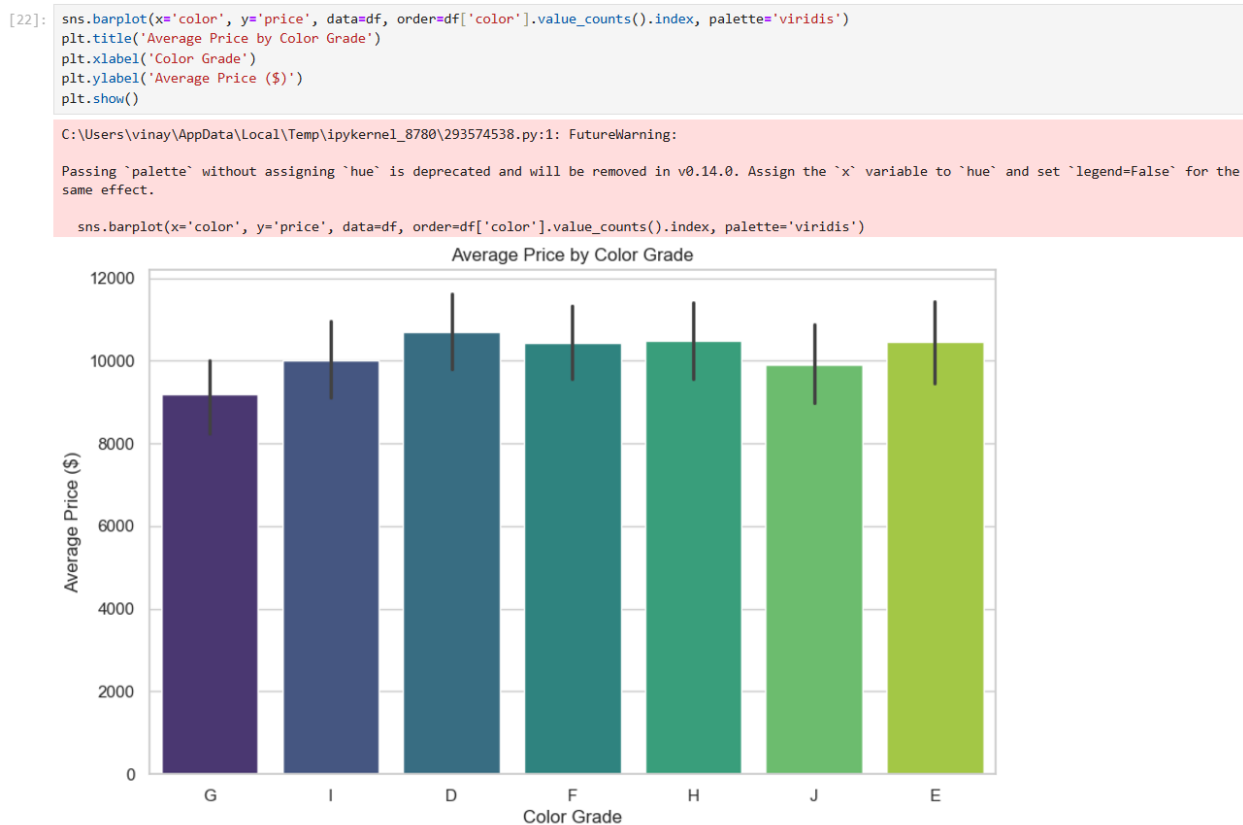 [22]: sns.barplot(x='color', y='price', data=df, order=df['color'].value_counts().index, palette='viridis')
plt.title('Average Price by Color Grade')
plt.xlabel('Color Grade')
plt.ylabel('Average Price ($)')
plt.show()
C:\Users\vinay\AppData\Local\Temp\ipykernel_8780\293574538.py:1: FutureWarning:
Passing `palette` without assigning `hue` is deprecated and will be removed in v0.14.0. Assign the `x` variable to `hue` and set `legend=False` for the
same effect.
sns.barplot(x='color', y='price', data=df, order=df['color'].value_counts().index, palette='viridis')
Average Price by Color Grade
12000
10000
8000
6000
4000
2000
0
Average Price ($)
G I D F H J E
Color Grade